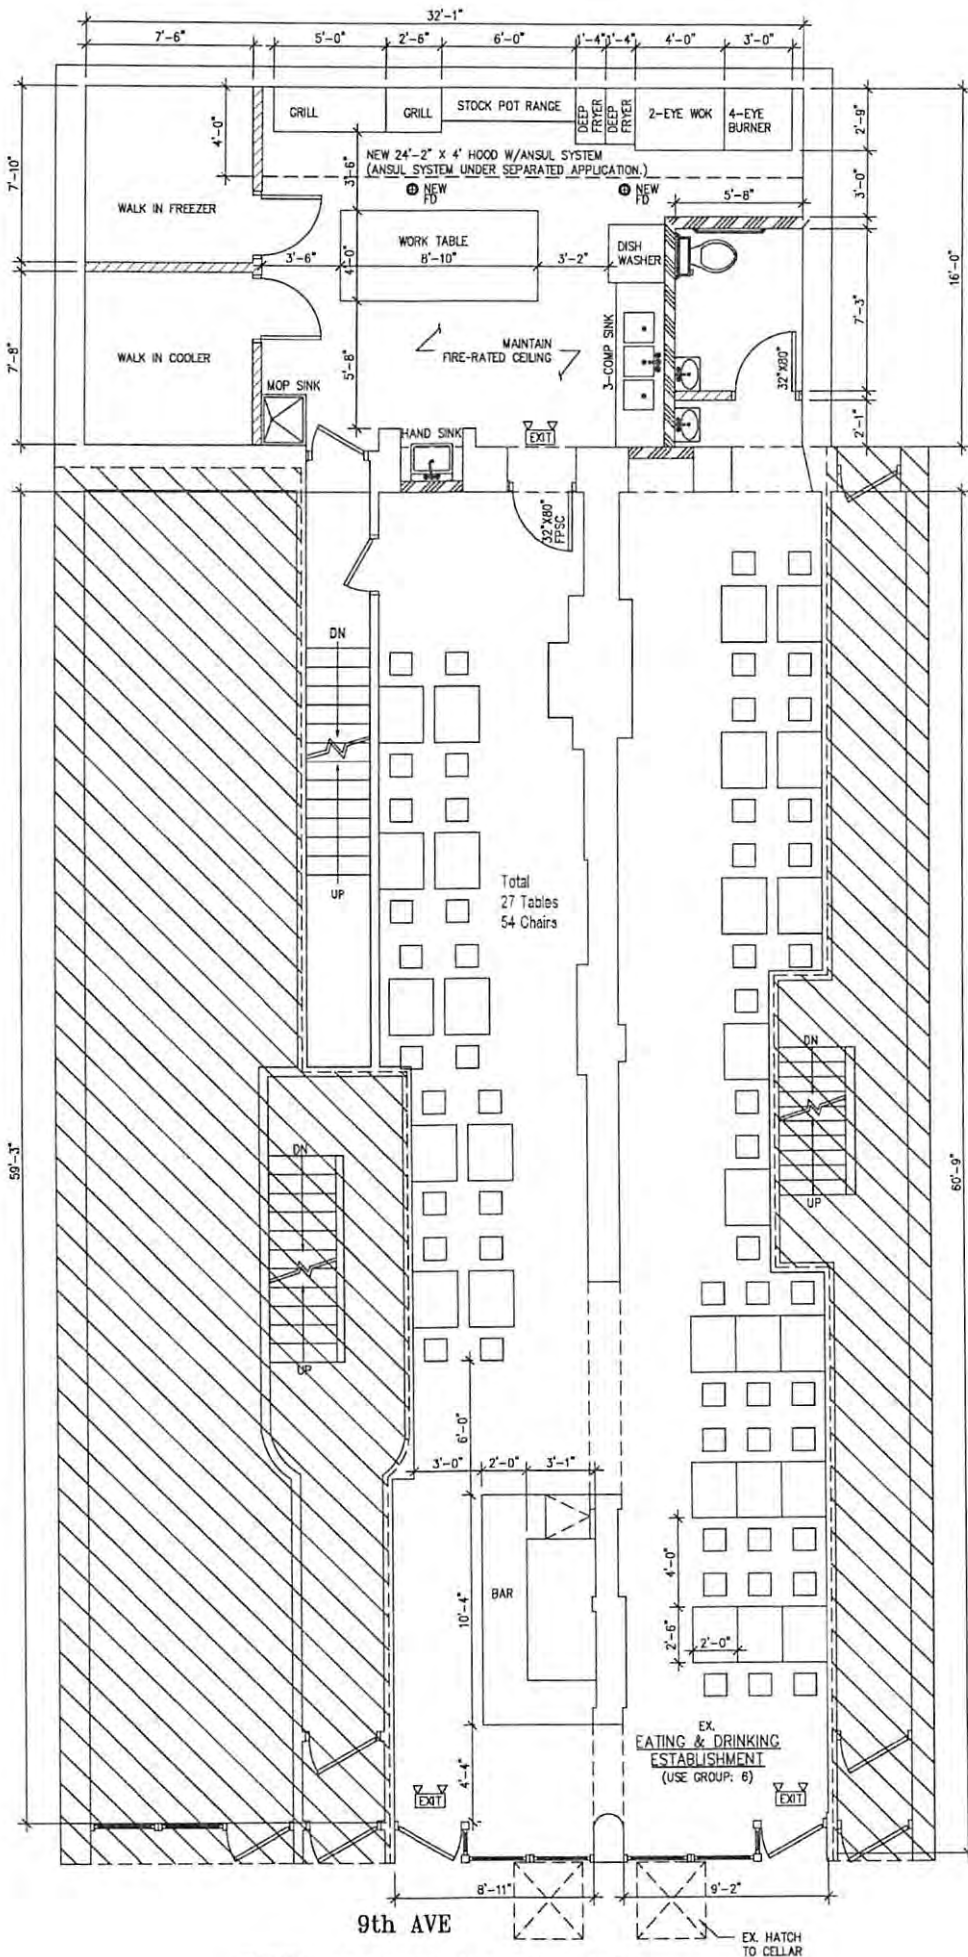 32'-1"
7'-6" 5'-0" 2'-6" 6'-0" 1'-4" 1'-4" 4'-0" 3'-0"
GRILL
GRILL
STOCK POT RANGE
DEEP
FRYER
DEEP
FRYER
2-EYE WOK
4-EYE
BURNER
2'-9"
4'-0"
7'-10"
3'-6"
NEW 24'-2" X 4' HOOD W/ANSUL SYSTEM
(ANSUL SYSTEM UNDER SEPARATED APPLICATION.)
NEW
FD
NEW
FD
3'-0"
5'-8"
WALK IN FREEZER
WORK TABLE
DISH
WASHER
3'-6"
4'-0"
8'-10"
3'-2"
16'-0"
7'-3"
7'-8"
WALK IN COOLER
5'-8"
MAINTAIN
FIRE-RATED CEILING
3-COMP SINK
32"X80"
MOP SINK
2'-1"
HAND SINK
EXIT
32"X80"
FPSC
DN
UP
Total
27 Tables
54 Chairs
DN
UP
59'-3"
60'-9"
DN
UP
6'-0"
3'-0" 2'-0" 3'-1"
BAR
10'-4"
4'-0"
2'-6"
2'-0"
EX.
EATING & DRINKING
ESTABLISHMENT
(USE GROUP: 6)
4'-4"
EXIT
EXIT
8'-11"
9'-2"
9th AVE
EX. HATCH
TO CELLAR